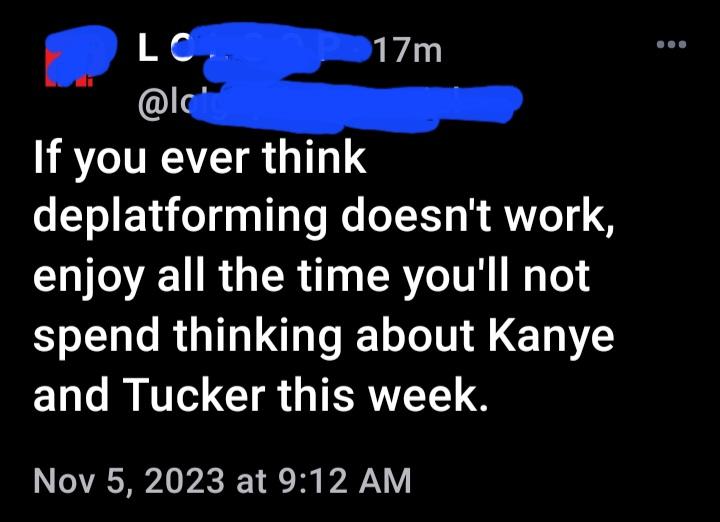 17m
If you ever think
deplatforming doesn't work,
enjoy all the time you'll not
spend thinking about Kanye
and Tucker this week.
Nov 5, 2023 at 9:12 AM